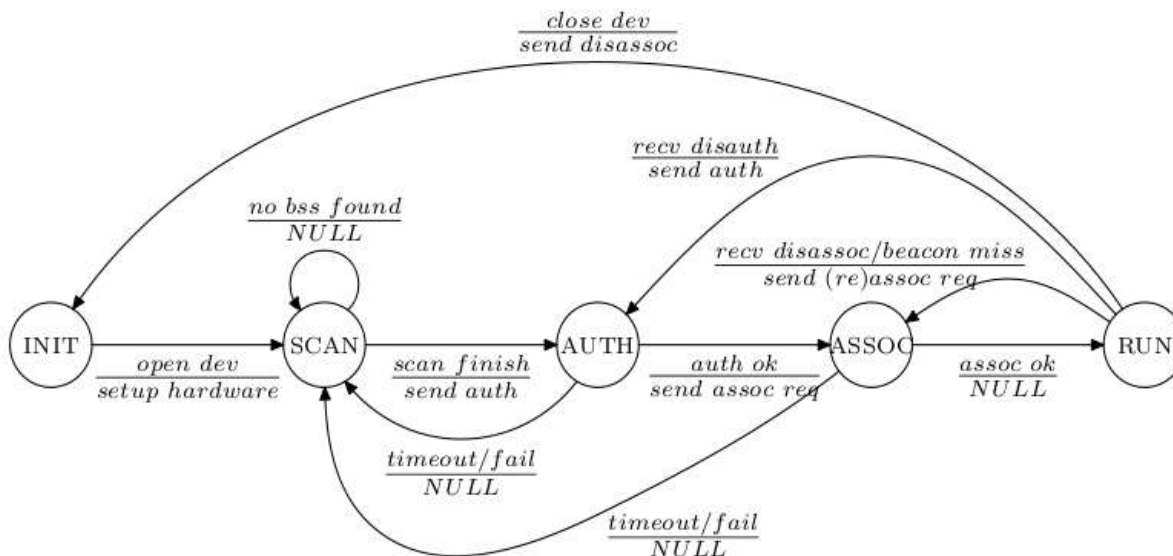 close dev
send disassoc
recv disauth
send auth
no bss found
NULL
recv disassoc/beacon miss
send (re)assoc req
INIT
SCAN
AUTH
ASSOC
RUN
open dev
setup hardware
scan finish
send auth
auth ok
send assoc req
assoc ok
NULL
timeout/fail
NULL
timeout/fail
NULL